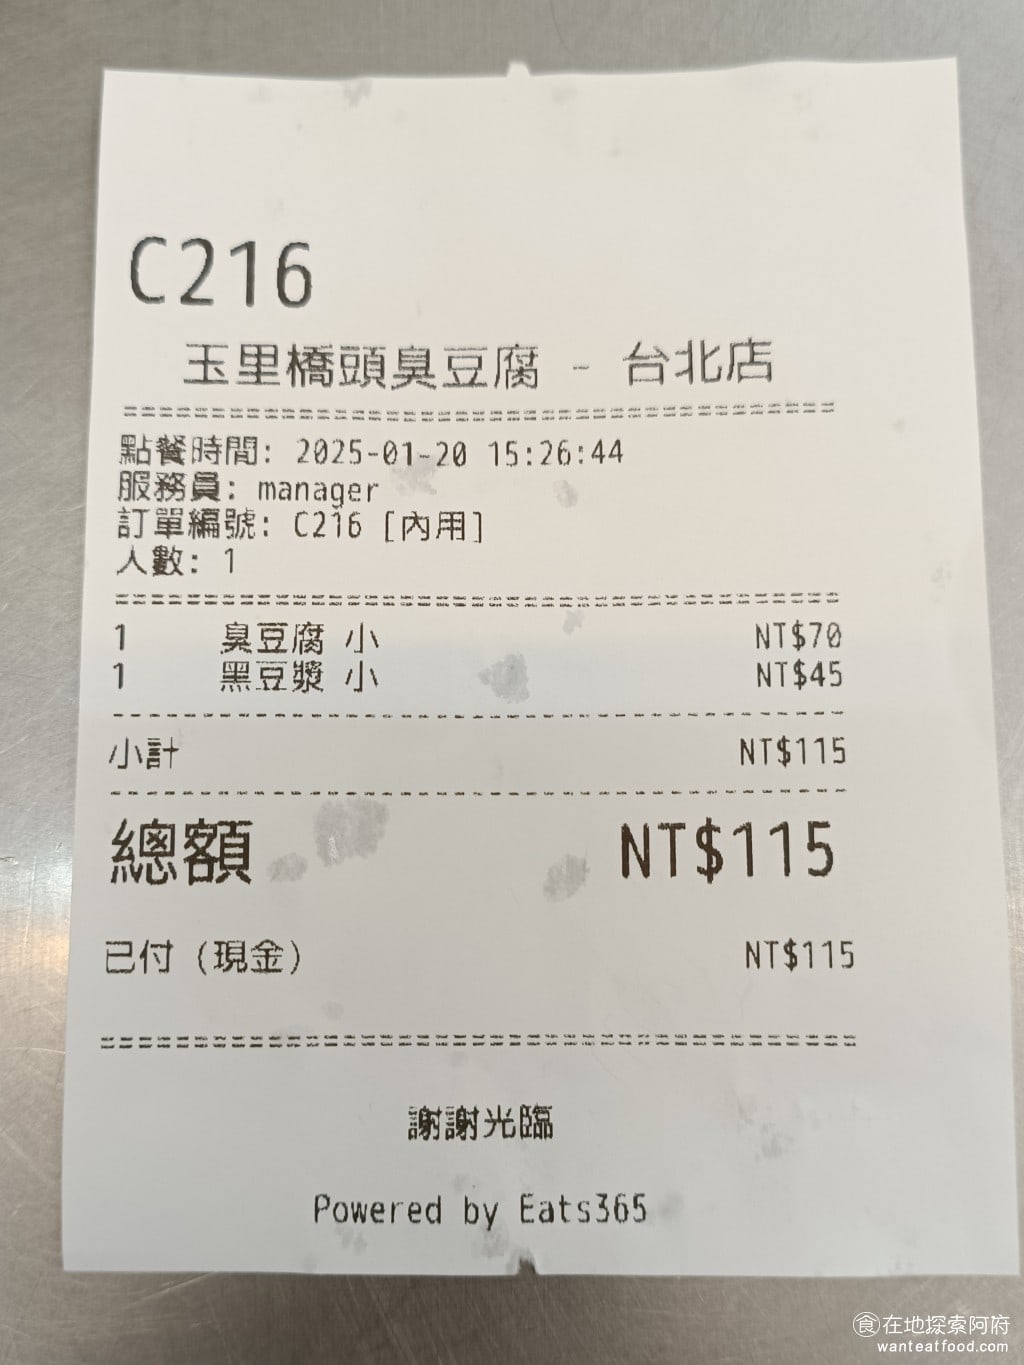 C216
玉里橋頭臭豆腐 - 台北店
點餐時間: 2025-01-20 15:26:44
服務員: manager
訂單編號: C216 [內用]
人數: 1
1 臭豆腐 小 NT$70
1 黑豆漿 小 NT$45
小計 NT$115
總額 NT$115
已付 (現金) NT$115
謝謝光臨
Powered by Eats365
食在地探索阿府
wanteatfood.com